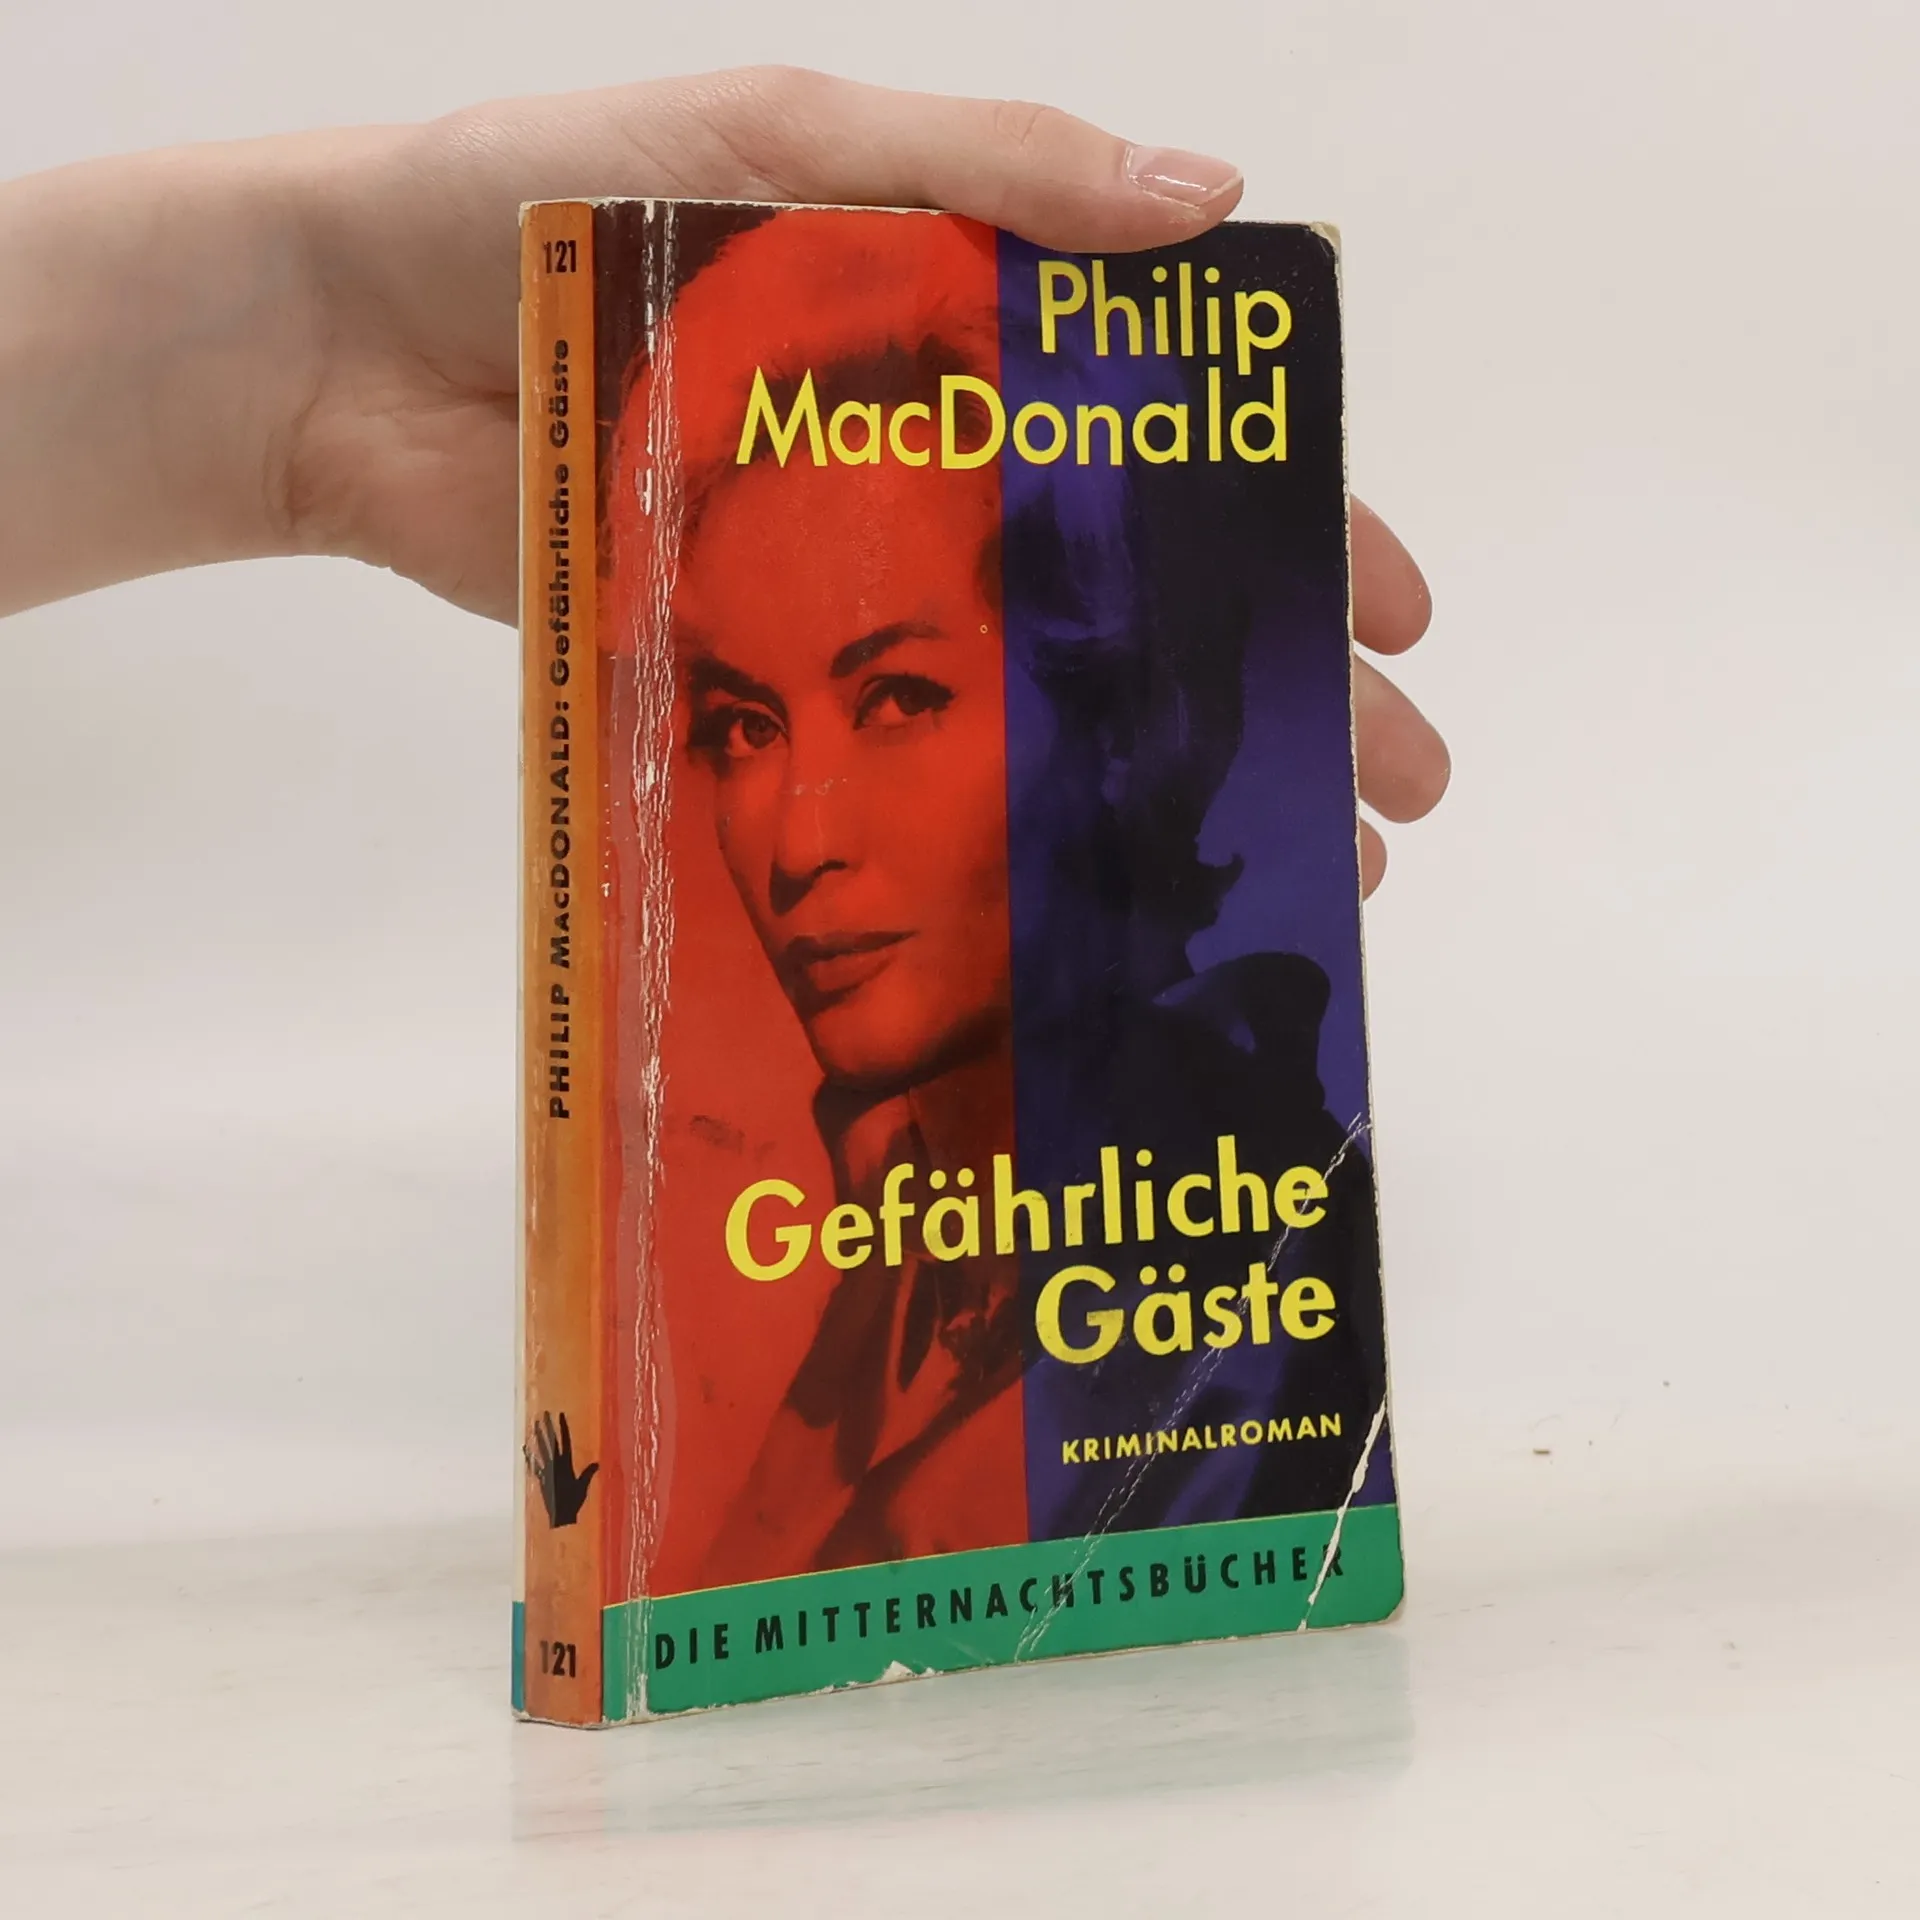 121
PHILIP MACDONALD: Gefährliche Gäste
121
Philip
MacDonald
Gefährliche
Gäste
KRIMINALROMAN
DIE MITTERNACHTSBÜCHER